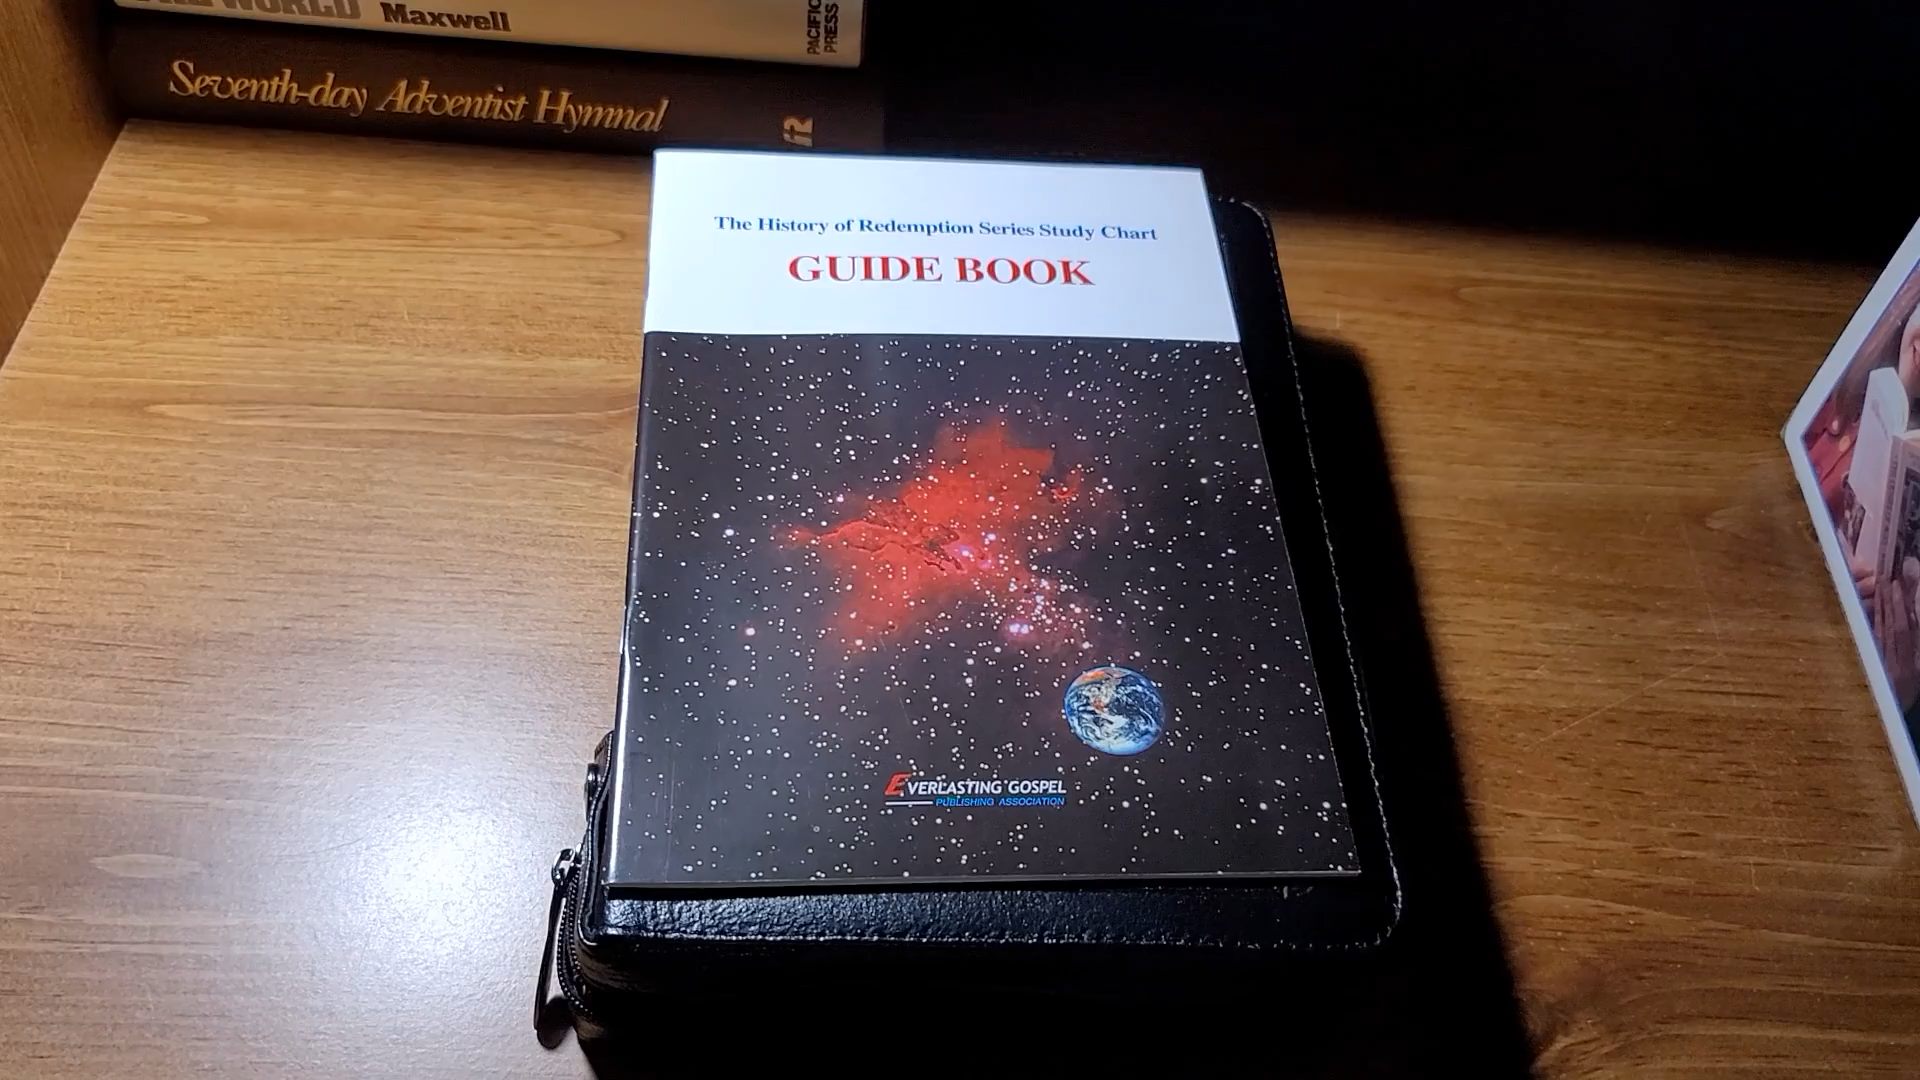 Maxwell
PACIFIC
PRESS
Seventh-day Adventist Hymnal
The History of Redemption Series Study Chart
GUIDE BOOK
EVERLASTING GOSPEL
PUBLISHING ASSOCIATION